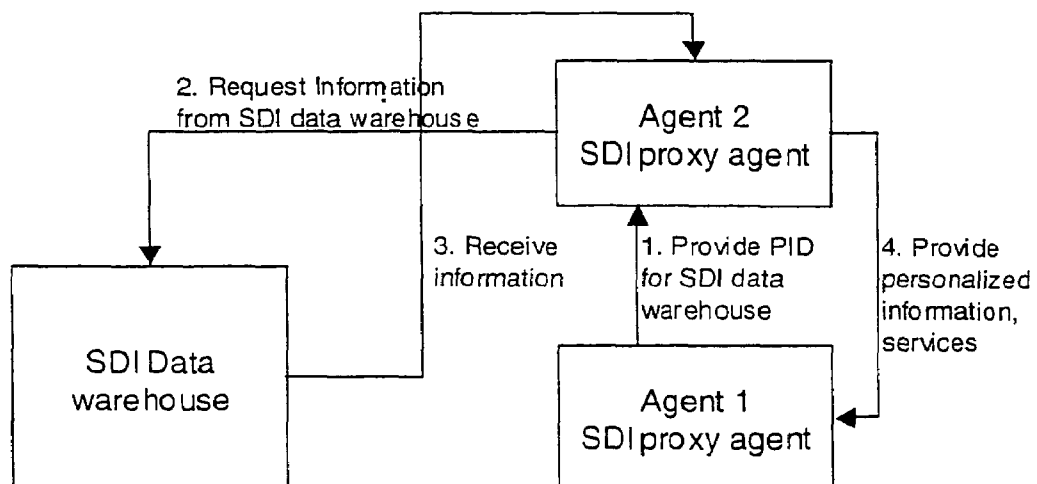 2. Request Information
from SDI data warehouse
Agent 2
SDI proxy agent
3. Receive
information
1. Provide PID
for SDI data
warehouse
4. Provide
personalized
information,
services
SDI Data
warehouse
Agent 1
SDI proxy agent